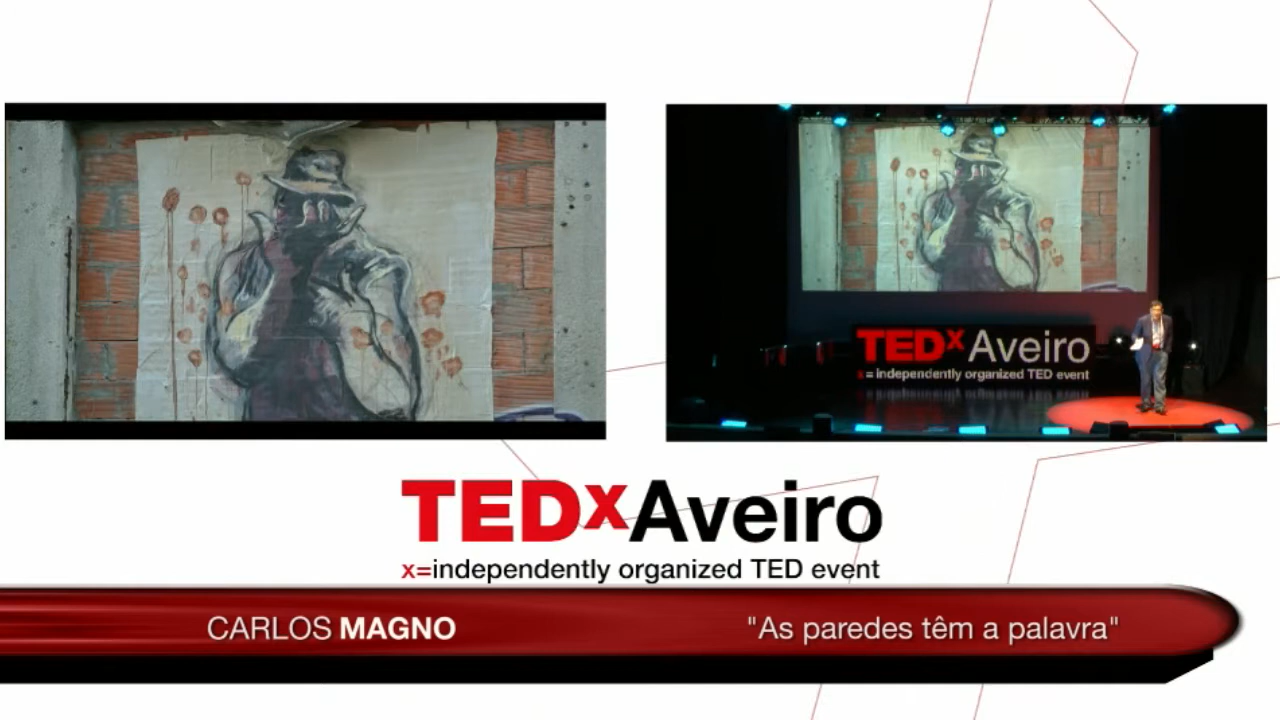 TEDxAveiro
x = independently organized TED event
TEDxAveiro
x=independently organized TED event
CARLOS MAGNO
"As paredes têm a palavra"